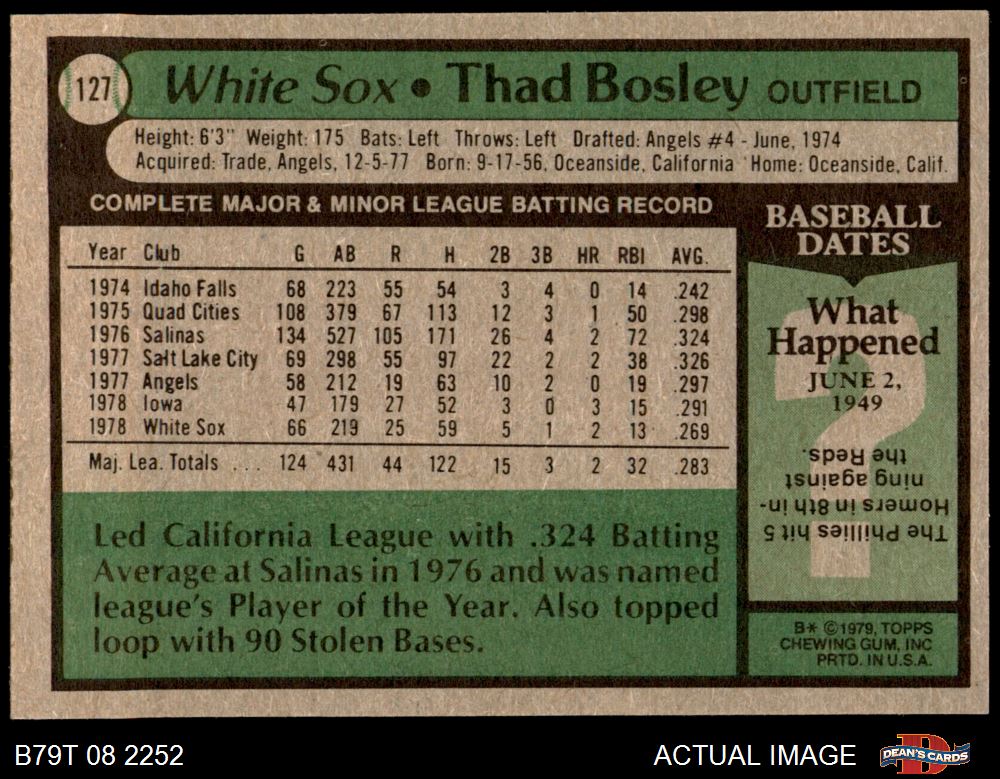 127
White Sox • Thad Bosley OUTFIELD
Height: 6'3" Weight: 175 Bats: Left Throws: Left Drafted: Angels #4 - June, 1974
Acquired: Trade, Angels, 12-5-77 Born: 9-17-56, Oceanside, California Home: Oceanside, Calif.
COMPLETE MAJOR & MINOR LEAGUE BATTING RECORD
Year Club G AB R H 2B 3B HR RBI AVG.
1974 Idaho Falls 68 223 55 54 3 4 0 14 .242
1975 Quad Cities 108 379 67 113 12 3 1 50 .298
1976 Salinas 134 527 105 171 26 4 2 72 .324
1977 Salt Lake City 69 298 55 97 22 2 2 38 .326
1977 Angels 58 212 19 63 10 2 0 19 .297
1978 Iowa 47 179 27 52 3 0 3 15 .291
1978 White Sox 66 219 25 59 5 1 2 13 .269
Maj. Lea. Totals ... 124 431 44 122 15 3 2 32 .283
Led California League with .324 Batting
Average at Salinas in 1976 and was named
league's Player of the Year. Also topped
loop with 90 Stolen Bases.
BASEBALL
DATES
What
Happened
JUNE 2,
1949
?
The Phillies hit 5
Homers in 8th in-
ning against
the Reds.
B* ©1979, TOPPS
CHEWING GUM, INC
PRTD. IN U.S.A.
B79T 08 2252
ACTUAL IMAGE
D
DEAN'S CARDS